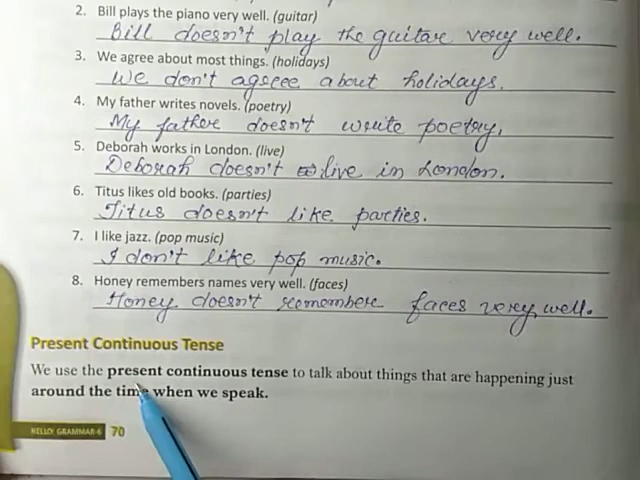 2. Bill plays the piano very well. (guitar)
Bill doesn't play the guitar very well.
3. We agree about most things. (holidays)
We don't agree about holidays.
4. My father writes novels. (poetry)
My father doesn't write poetry.
5. Deborah works in London. (live)
Deborah doesn't live in London.
6. Titus likes old books. (parties)
Titus doesn't like parties.
7. I like jazz. (pop music)
I don't like pop music.
8. Honey remembers names very well. (faces)
Honey doesn't remember faces very well.
Present Continuous Tense
We use the present continuous tense to talk about things that are happening just
around the time when we speak.
HELLO! GRAMMAR-6 70